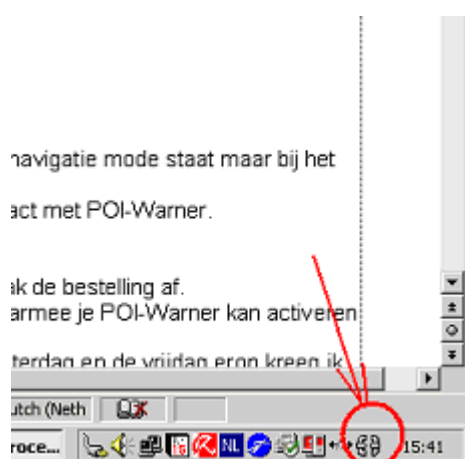 navigatie mode staat maar bij het
act met POI-Warner.
ak de bestelling af.
armee je POI-Warner kan activeren
terdag en de vrijdag erop kreeg ik
utch (Neth
roce...
NL
15:41